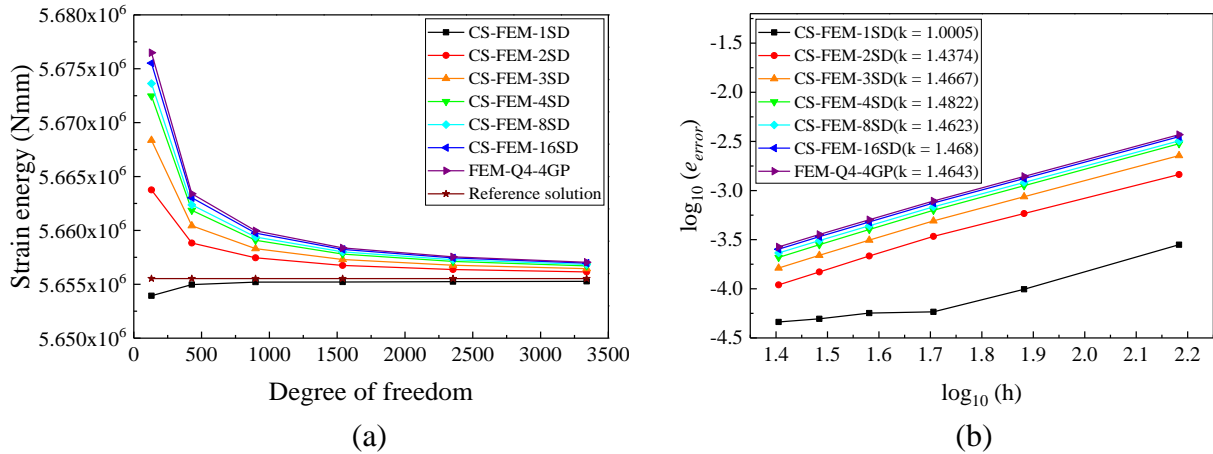 5.680x10⁶
5.675x10⁶
5.670x10⁶
5.665x10⁶
5.660x10⁶
5.655x10⁶
5.650x10⁶
Strain energy (Nmm)
CS-FEM-1SD
CS-FEM-2SD
CS-FEM-3SD
CS-FEM-4SD
CS-FEM-8SD
CS-FEM-16SD
FEM-Q4-4GP
Reference solution
0 500 1000 1500 2000 2500 3000 3500
Degree of freedom
(a)
-1.5
-2.0
-2.5
-3.0
-3.5
-4.0
-4.5
log₁₀ (e_error)
CS-FEM-1SD(k = 1.0005)
CS-FEM-2SD(k = 1.4374)
CS-FEM-3SD(k = 1.4667)
CS-FEM-4SD(k = 1.4822)
CS-FEM-8SD(k = 1.4623)
CS-FEM-16SD(k = 1.468)
FEM-Q4-4GP(k = 1.4643)
1.4 1.5 1.6 1.7 1.8 1.9 2.0 2.1 2.2
log₁₀ (h)
(b)